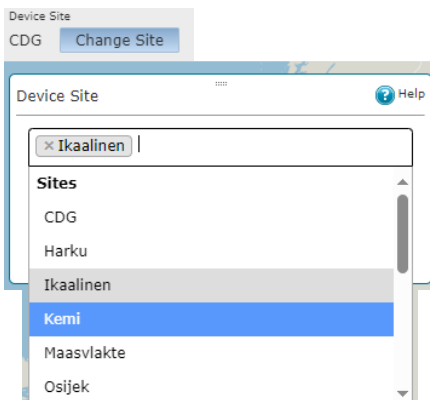 Device Site
CDG Change Site
Device Site Help
× Ikaalinen
Sites
CDG
Harku
Ikaalinen
Kemi
Maasvlakte
Osijek